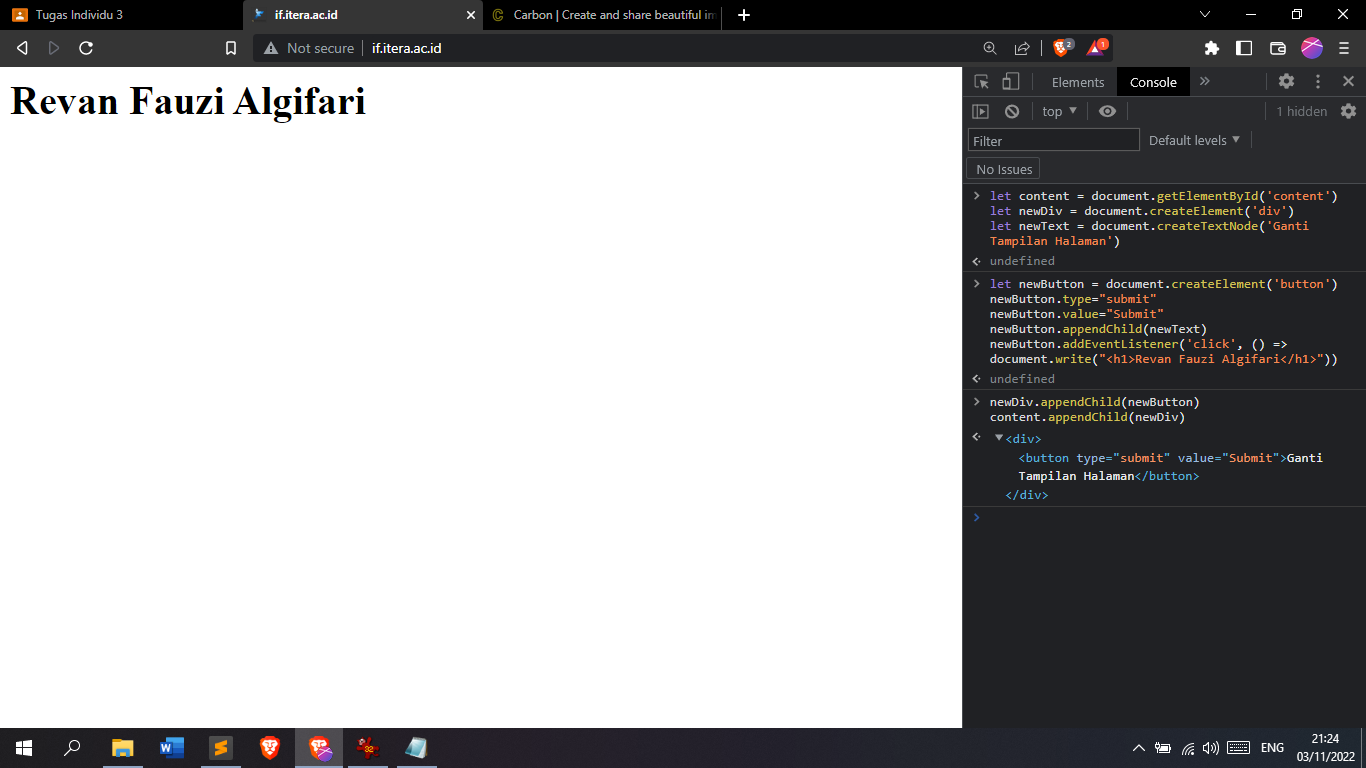 Tugas Individu 3
if.itera.ac.id
Carbon | Create and share beautiful im
Not secure
if.itera.ac.id
2
1
Revan Fauzi Algifari
Elements
Console
top
1 hidden
Filter
Default levels
No Issues
let content = document.getElementById('content')
let newDiv = document.createElement('div')
let newText = document.createTextNode('Ganti
Tampilan Halaman')
undefined
let newButton = document.createElement('button')
newButton.type="submit"
newButton.value="Submit"
newButton.appendChild(newText)
newButton.addEventListener('click', () =>
document.write("<h1>Revan Fauzi Algifari</h1>"))
undefined
newDiv.appendChild(newButton)
content.appendChild(newDiv)
<div>
<button type="submit" value="Submit">Ganti
Tampilan Halaman</button>
</div>
32
ENG
21:24
03/11/2022